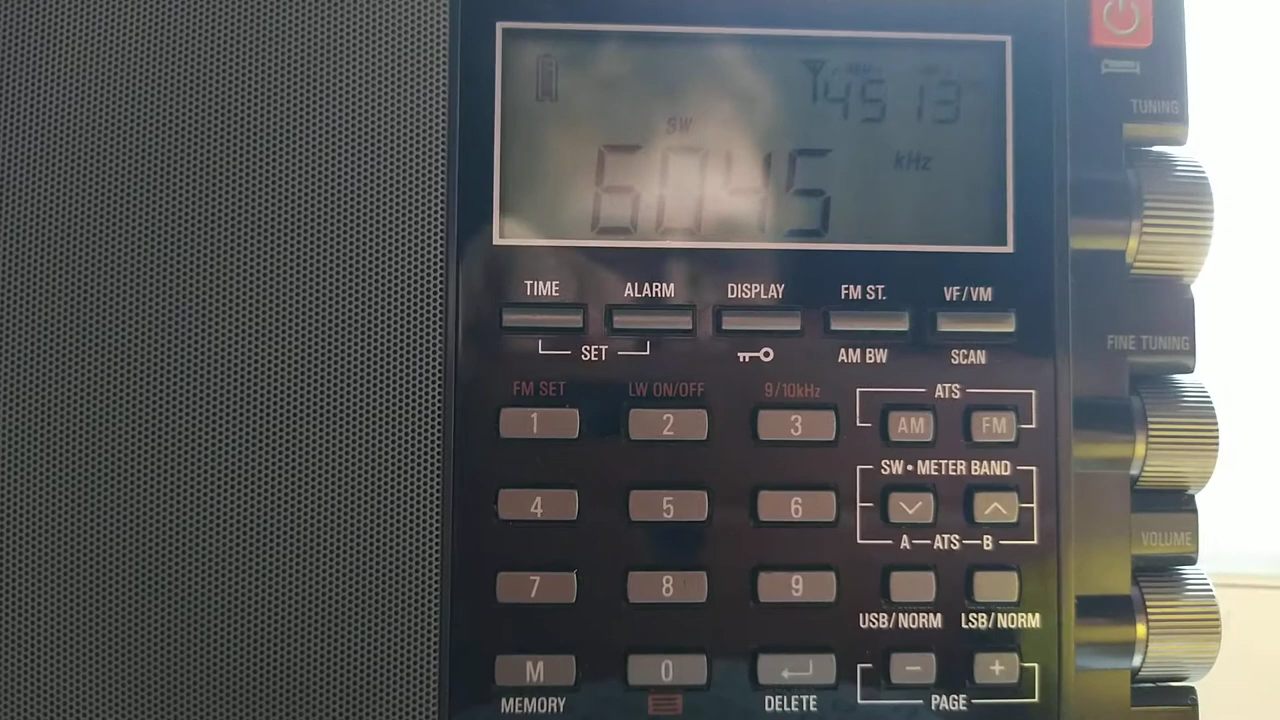 45 13
SW
6045 kHz
TUNING
TIME ALARM DISPLAY FM ST. VF/VM
SET AM BW SCAN
FINE TUNING
FM SET LW ON/OFF 9/10kHz ATS
1 2 3 AM FM
SW•METER BAND
4 5 6
A ATS B
VOLUME
7 8 9
USB/NORM LSB/NORM
M 0 - +
MEMORY DELETE PAGE